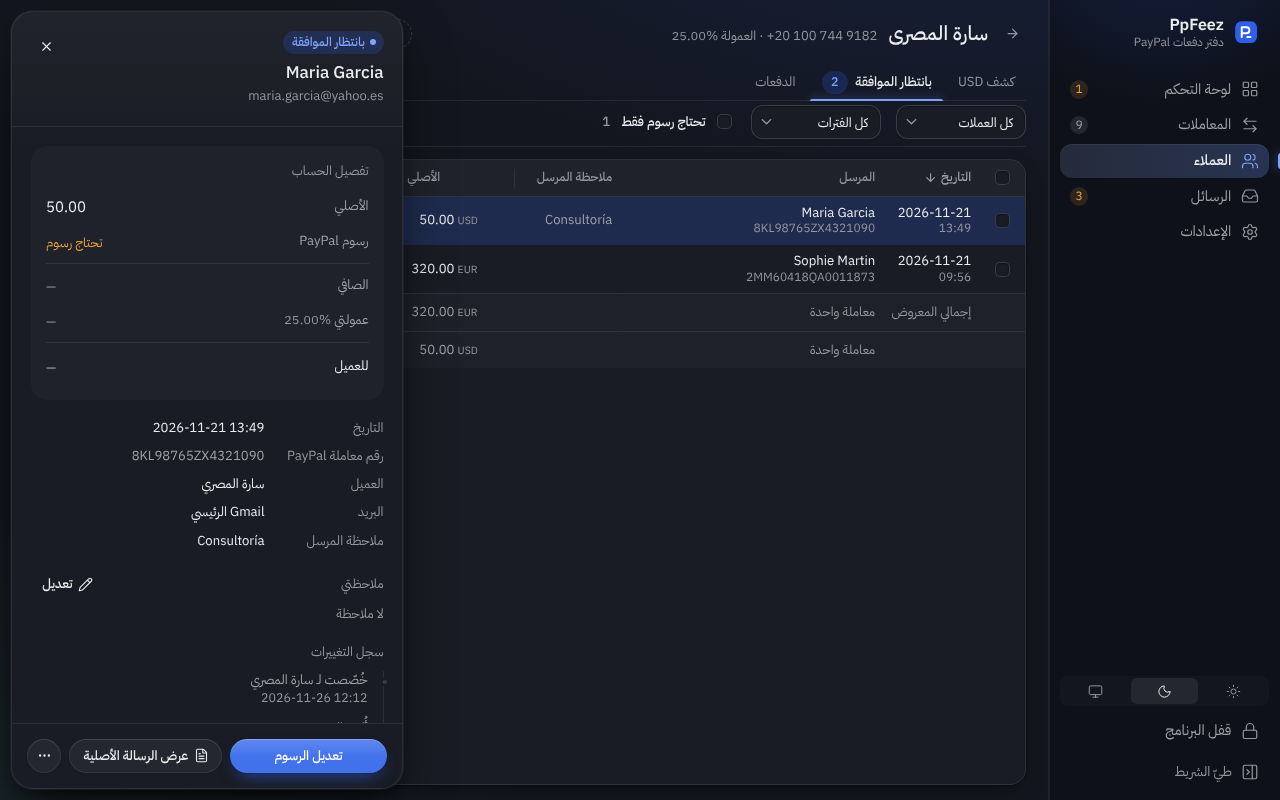 PpFeez
دفتر دفعات PayPal
لوحة التحكم 1
المعاملات 9
العملاء
الرسائل 3
الإعدادات
قفل البرنامج
طيّ الشريط
سارة المصري +20 100 744 9182 · العمولة 25.00%
كشف USD
بانتظار الموافقة 2
الدفعات
كل العملات
كل الفترات
تحتاج رسوم فقط 1
التاريخ ↓ المرسل ملاحظة المرسل الأصلي
2026-11-21 Maria Garcia Consultoría 50.00 USD
13:49 8KL98765ZX4321090
2026-11-21 Sophie Martin 320.00 EUR
09:56 2MM60418QA0011873
إجمالي المعروض معاملة واحدة 320.00 EUR
معاملة واحدة 50.00 USD
بانتظار الموافقة
Maria Garcia
maria.garcia@yahoo.es
تفصيل الحساب
الأصلي 50.00
رسوم PayPal تحتاج رسوم
الصافي –
عمولتي 25.00% –
للعميل –
التاريخ 2026-11-21 13:49
رقم معاملة PayPal 8KL98765ZX4321090
العميل سارة المصري
البريد Gmail الرئيسي
ملاحظة المرسل Consultoría
ملاحظتي تعديل
لا ملاحظة
سجل التغييرات
خُصّصت لـ سارة المصري
2026-11-26 12:12
تعديل الرسوم
عرض الرسالة الأصلية